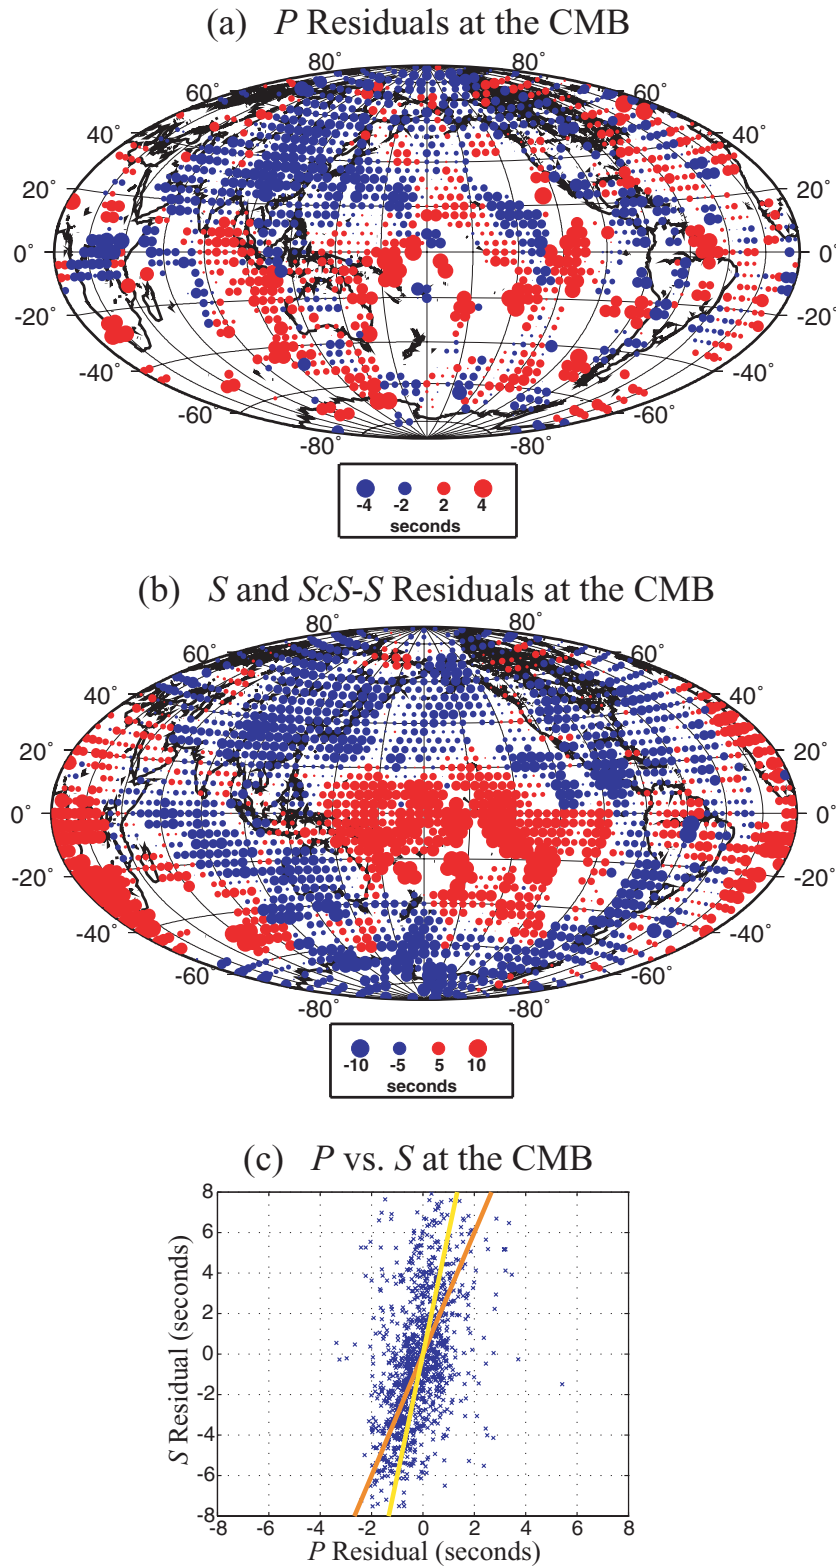 (a) P Residuals at the CMB
80° 80°
60° 60°
40° 40°
20° 20°
0° 0°
-20° -20°
-40° -40°
-60° -60°
-80° -80°
-4 -2 2 4
seconds
(b) S and ScS-S Residuals at the CMB
80° 80°
60° 60°
40° 40°
20° 20°
0° 0°
-20° -20°
-40° -40°
-60° -60°
-80° -80°
-10 -5 5 10
seconds
(c) P vs. S at the CMB
8
6
4
2
0
-2
-4
-6
-8
S Residual (seconds)
-8 -6 -4 -2 0 2 4 6 8
P Residual (seconds)